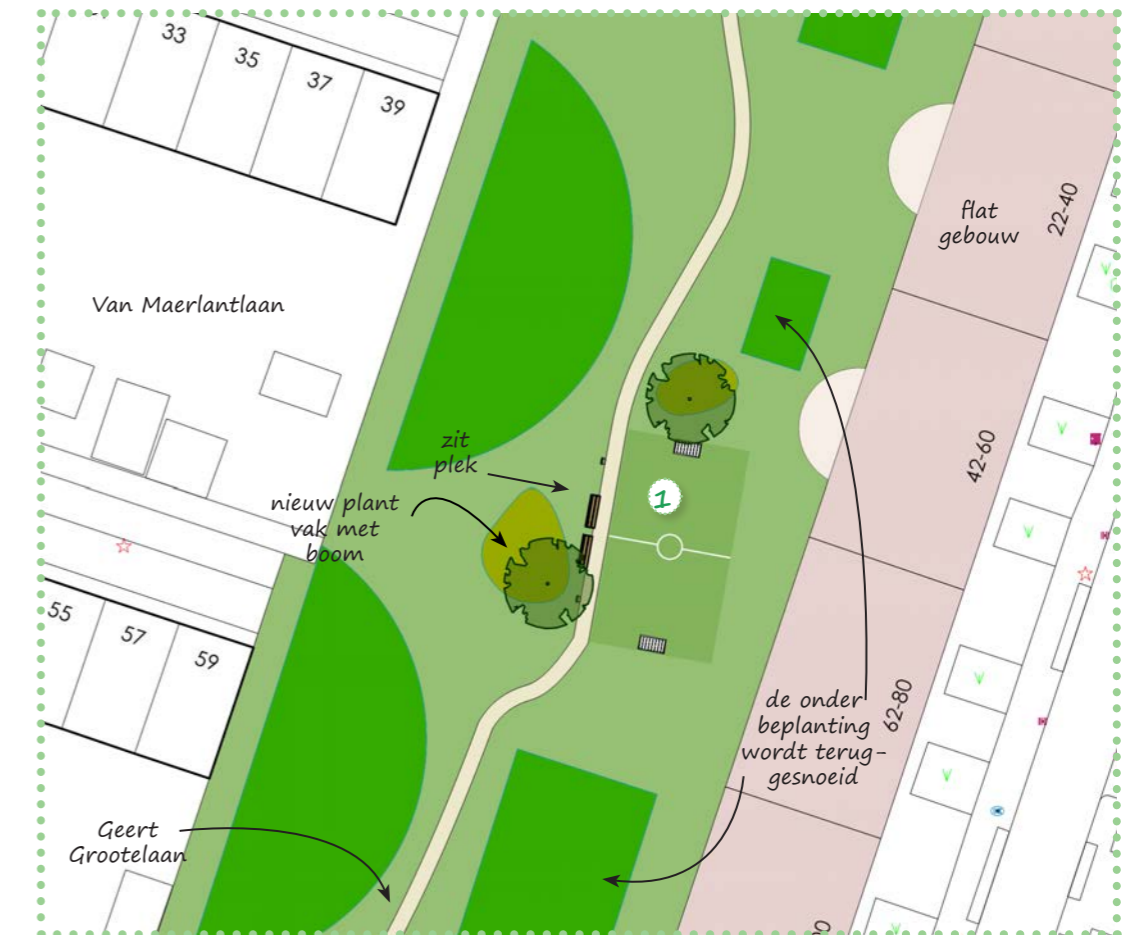 33
35
37
39
Van Maerlantlaan
flat
gebouw
22-40
42-60
zit
plek
nieuw plant
vak met
boom
1
55
57
59
62-80
de onder
beplanting
wordt terug-
gesnoeid
Geert
Grootelaan